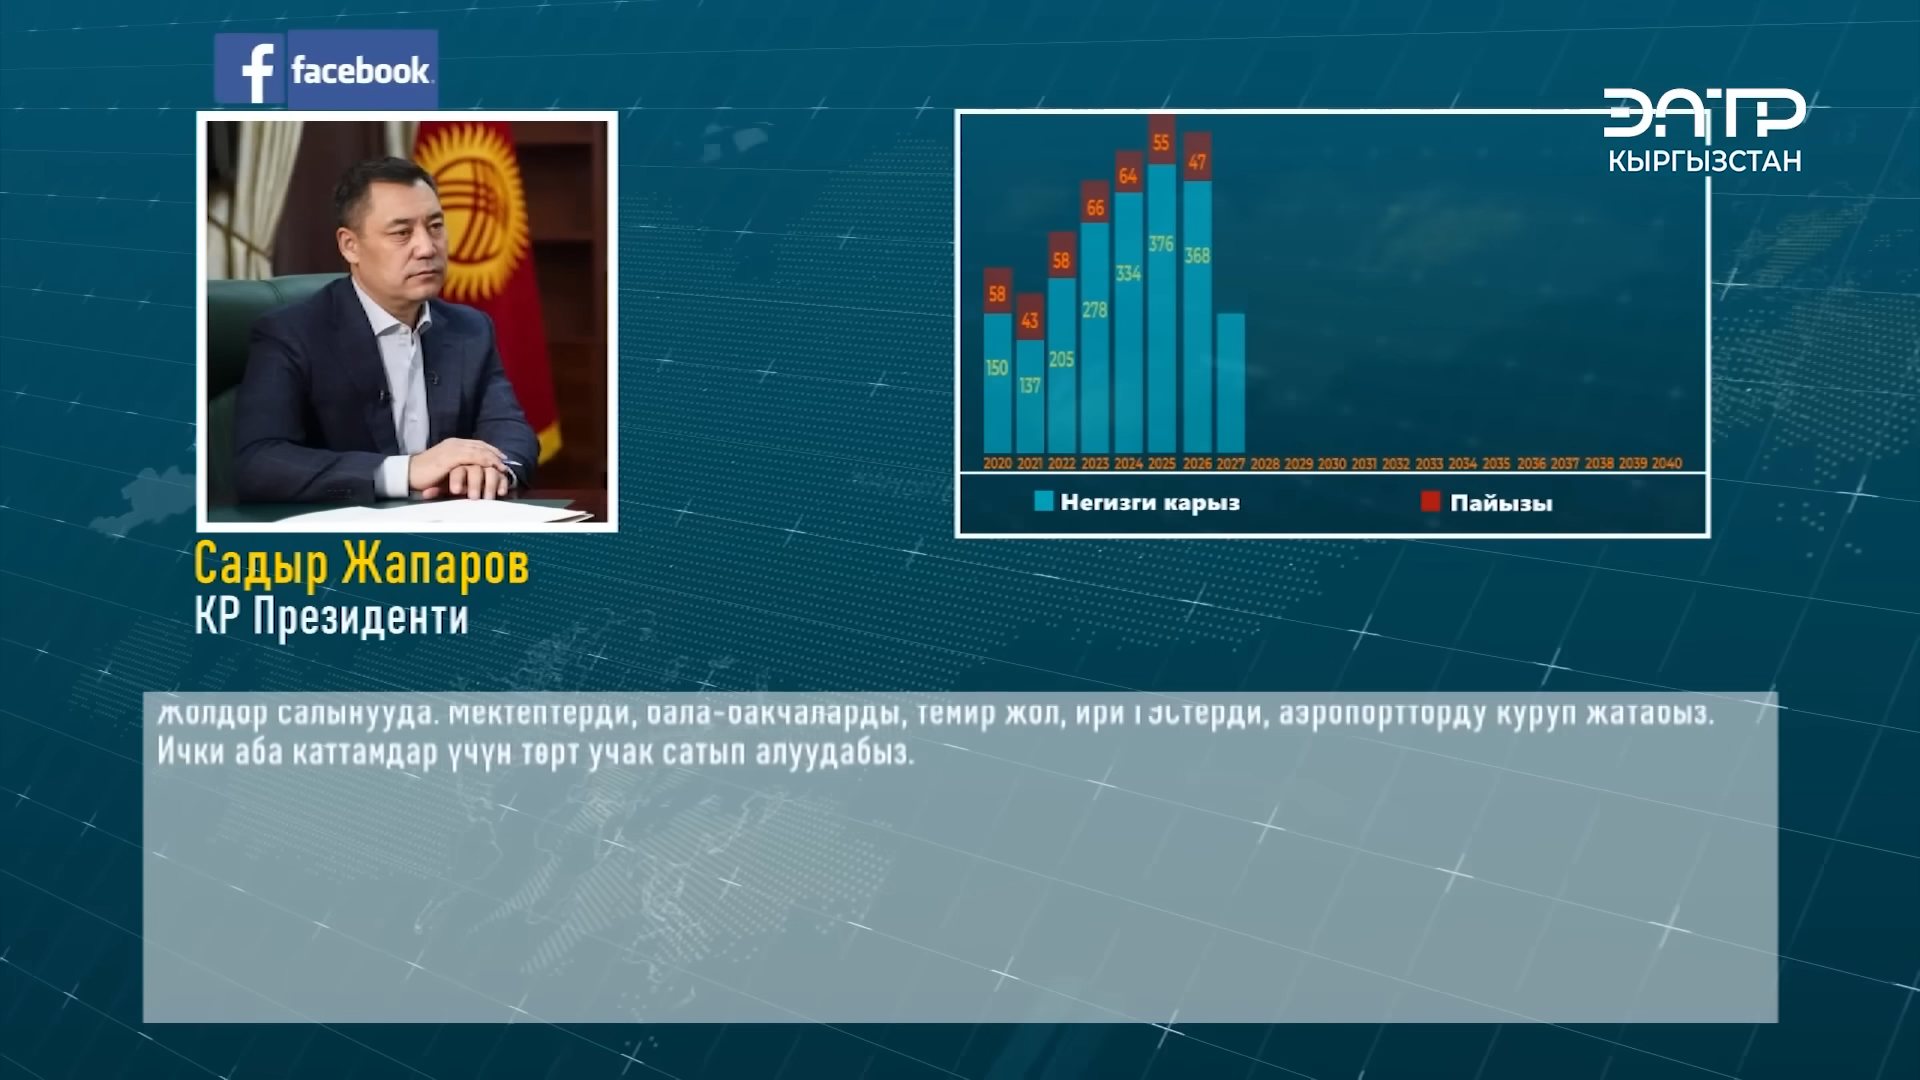 facebook
ЭЛТР
КЫРГЫЗСТАН
55
47
64
66
58
58
43
376
368
334
278
205
150
137
2020 2021 2022 2023 2024 2025 2026 2027 2028 2029 2030 2031 2032 2033 2034 2035 2036 2037 2038 2039 2040
Негизги карыз Пайызы
Садыр Жапаров
КР Президенти
Жолдор салынууда. Мектептерди, бала-бакчаларды, темир жол, ири ГЭСтерди, аэропортторду куруп жатабыз.
Ички аба каттамдар үчүн төрт учак сатып алуудабыз.